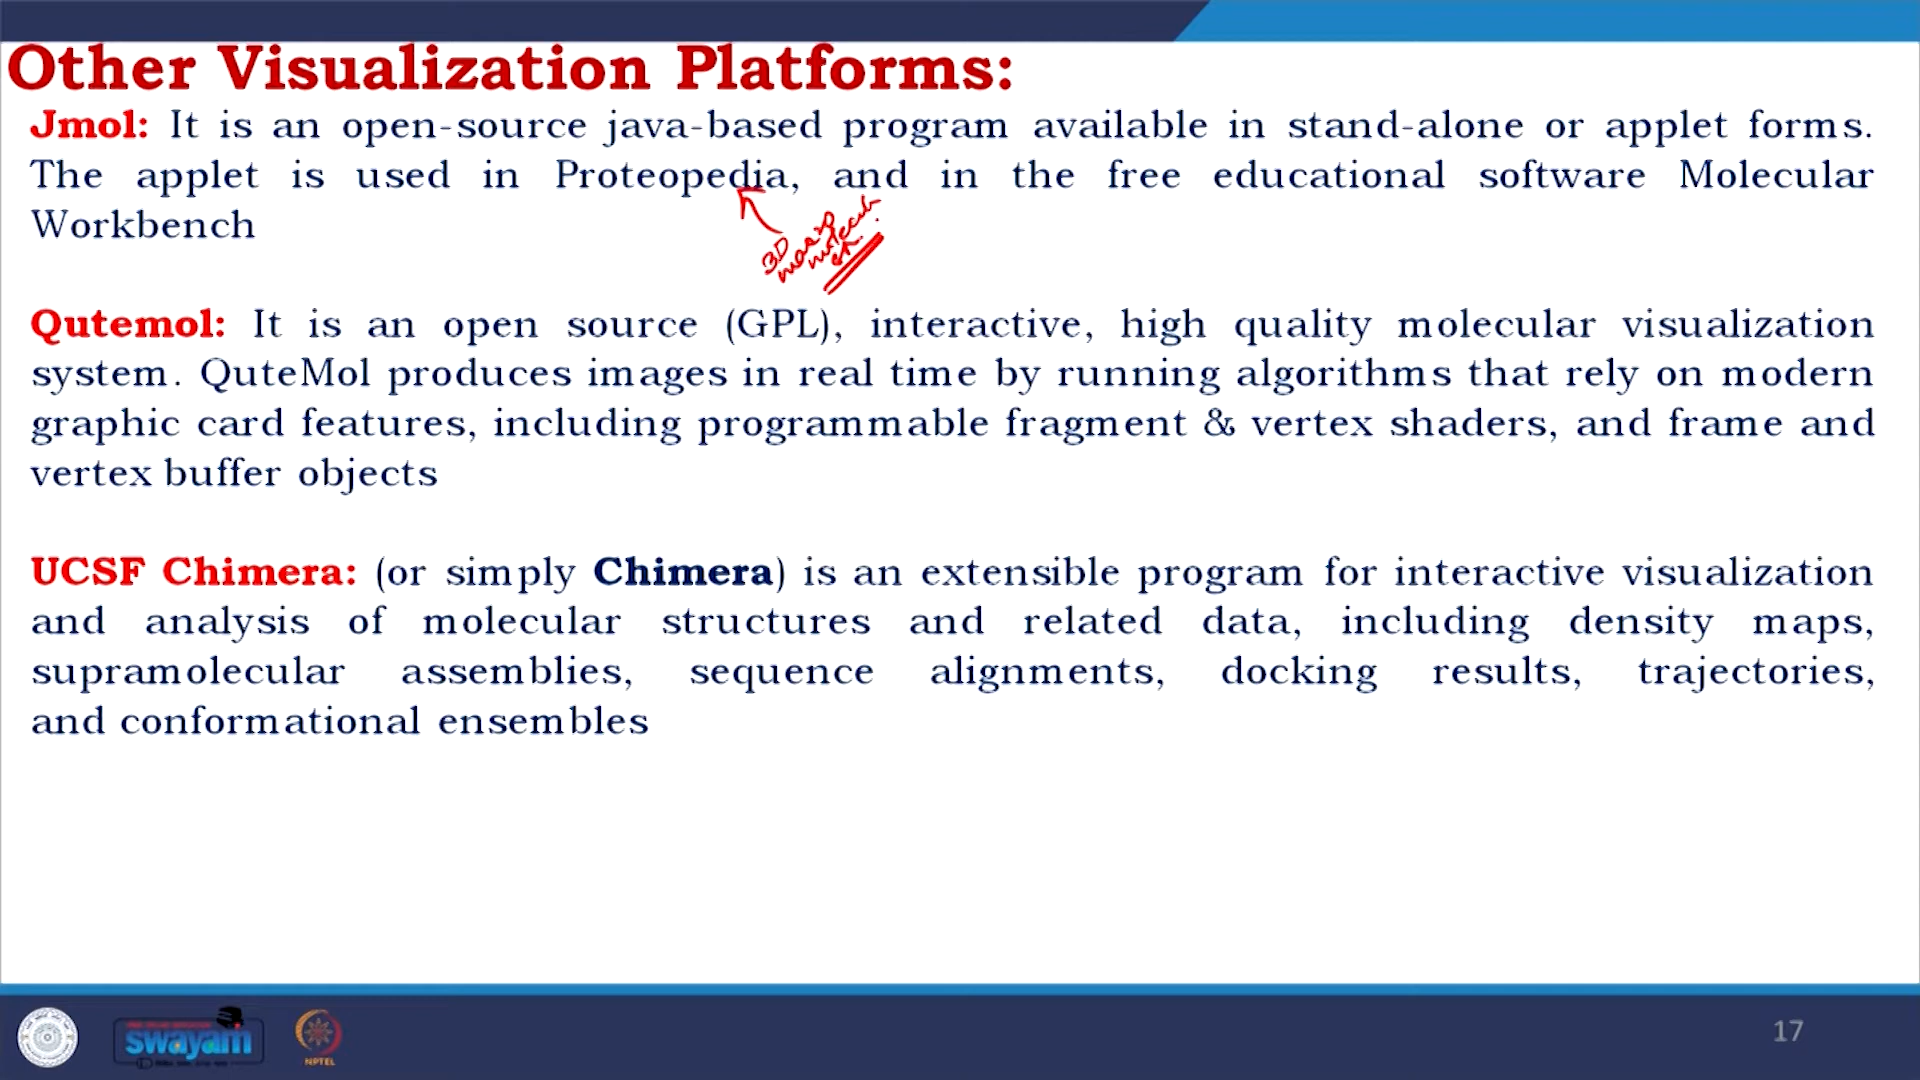 Other Visualization Platforms:
Jmol: It is an open-source java-based program available in stand-alone or applet forms.
The applet is used in Proteopedia, and in the free educational software Molecular
Workbench
3D
Qutemol: It is an open source (GPL), interactive, high quality molecular visualization
system. QuteMol produces images in real time by running algorithms that rely on modern
graphic card features, including programmable fragment & vertex shaders, and frame and
vertex buffer objects
UCSF Chimera: (or simply Chimera) is an extensible program for interactive visualization
and analysis of molecular structures and related data, including density maps,
supramolecular assemblies, sequence alignments, docking results, trajectories,
and conformational ensembles
swayam
NPTEL
17